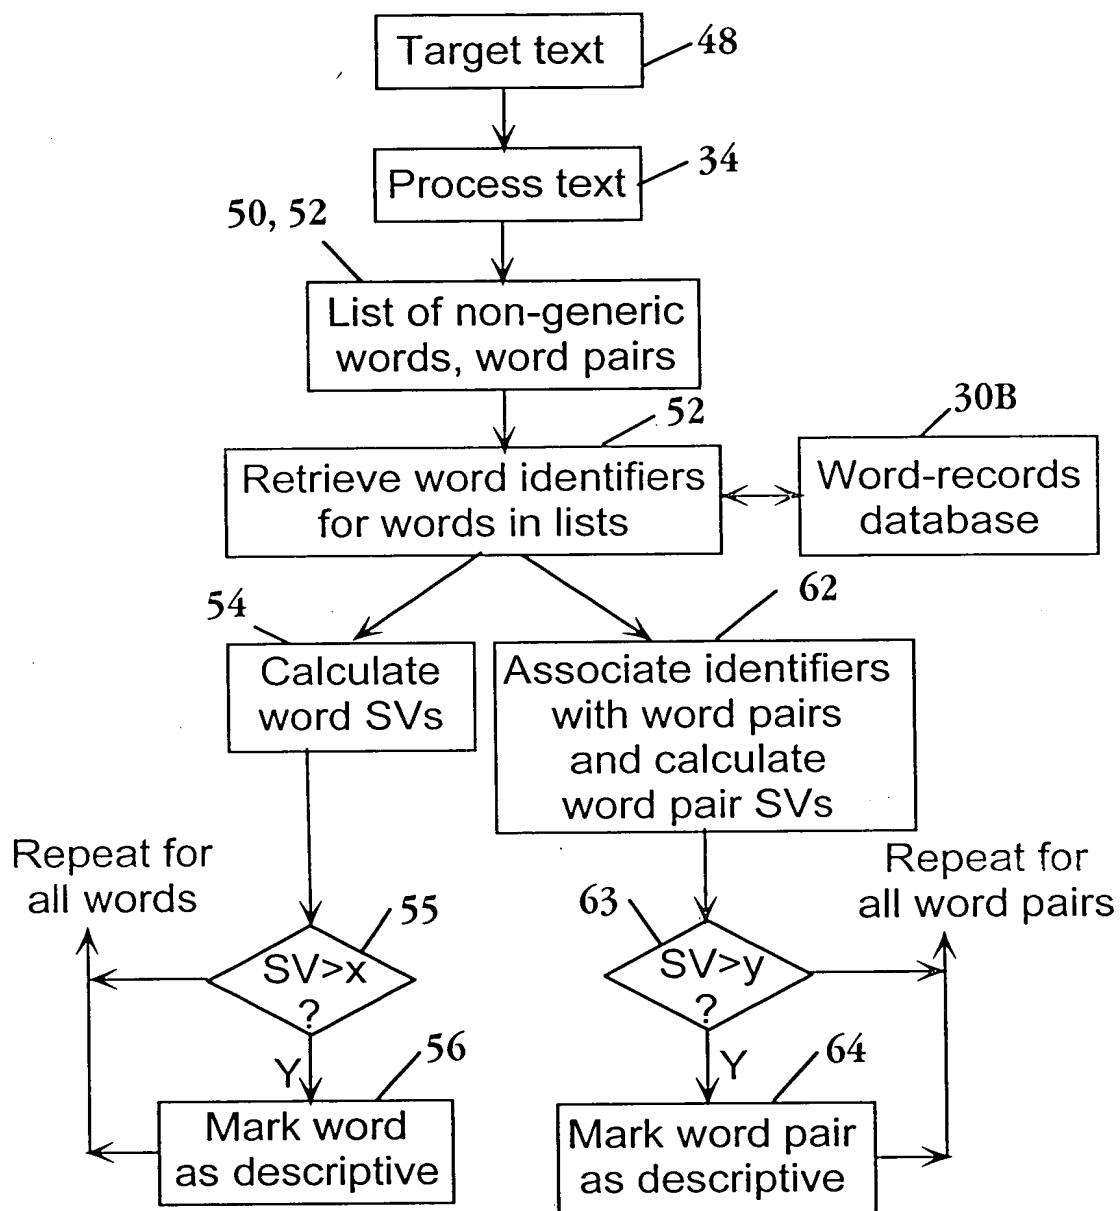 Target text
48
Process text
34
50, 52
List of non-generic
words, word pairs
52
30B
Retrieve word identifiers
for words in lists
Word-records
database
54
62
Calculate
word SVs
Associate identifiers
with word pairs
and calculate
word pair SVs
Repeat for
all words
Repeat for
all word pairs
55
63
SV>x
?
SV>y
?
Y
56
Y
64
Mark word
as descriptive
Mark word pair
as descriptive